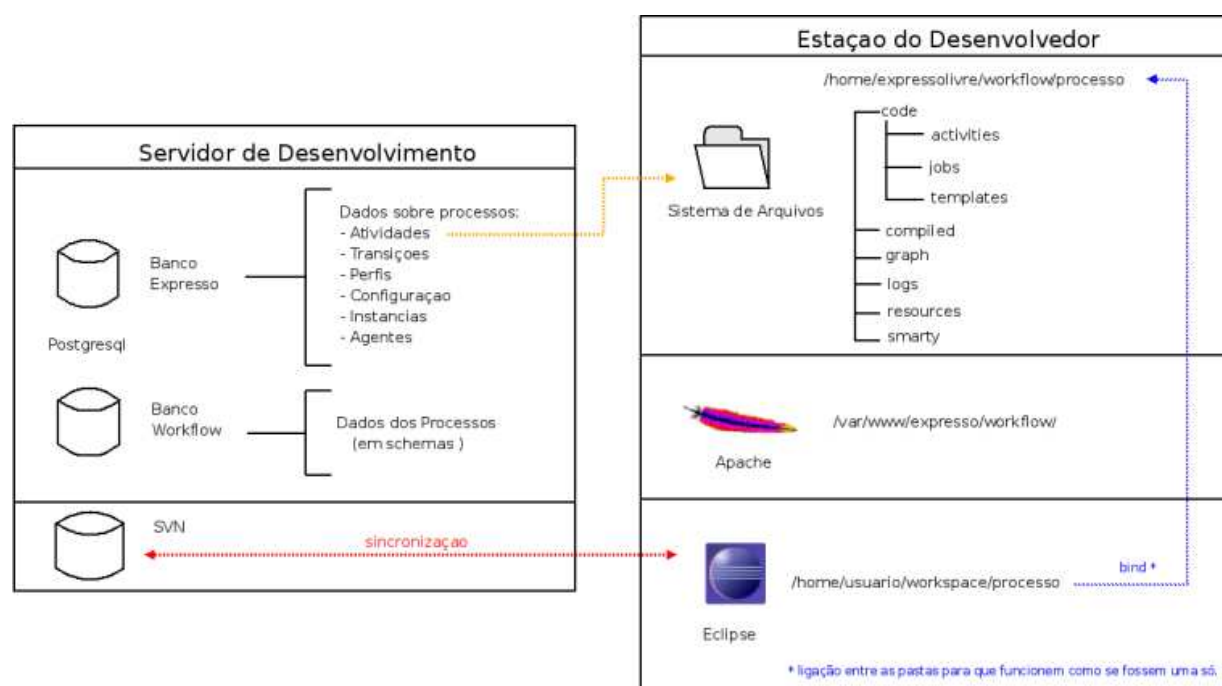 Servidor de Desenvolvimento
Banco
Expresso
Postgresql
Dados sobre processos:
- Atividades
- Transiçoes
- Perfis
- Configuraçao
- Instancias
- Agentes
Banco
Workflow
Dados dos Processos
(em schemas )
SVN
sincronizaçao
Estaçao do Desenvolvedor
/home/expressolivre/workflow/processo
Sistema de Arquivos
code
activities
jobs
templates
compiled
graph
logs
resources
smarty
Apache
/var/www/expresso/workflow/
Eclipse
/home/usuario/workspace/processo
bind *
* ligação entre as pastas para que funcionem como se fossem uma só.